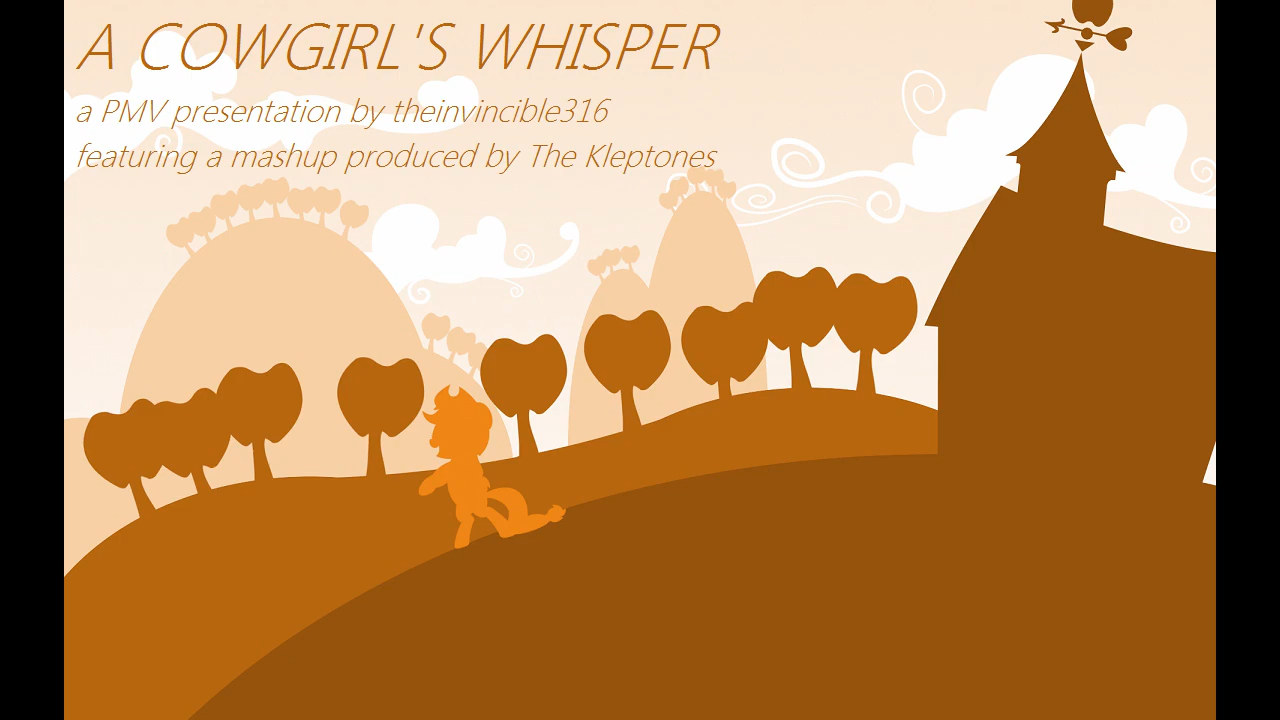 A COWGIRL'S WHISPER
a PMV presentation by theinvincible316
featuring a mashup produced by The Kleptones